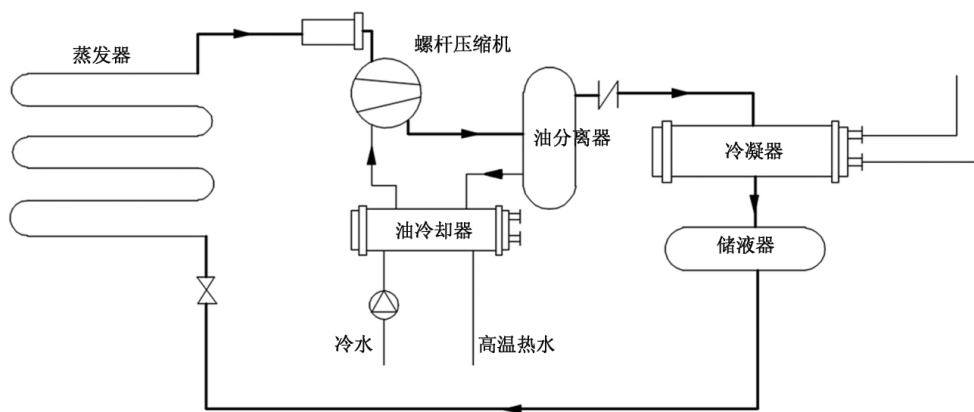 蒸发器
螺杆压缩机
油分离器
冷凝器
油冷却器
储液器
冷水
高温热水